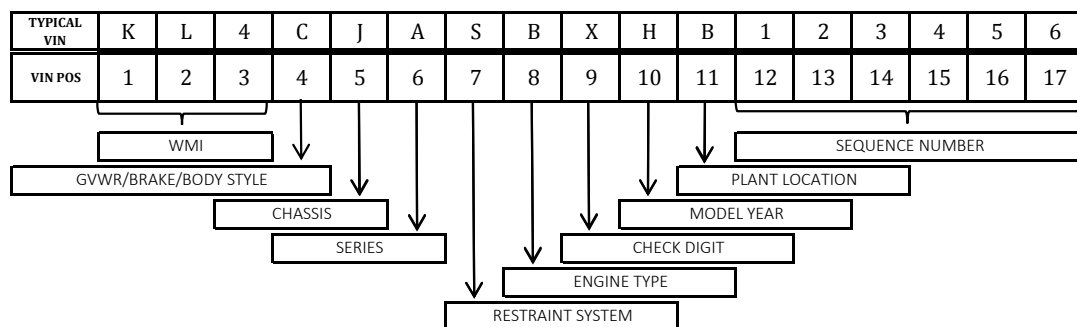 TYPICAL VIN K L 4 C J A S B X H B 1 2 3 4 5 6
VIN POS 1 2 3 4 5 6 7 8 9 10 11 12 13 14 15 16 17
WMI SEQUENCE NUMBER
GVWR/BRAKE/BODY STYLE PLANT LOCATION
CHASSIS MODEL YEAR
SERIES CHECK DIGIT
ENGINE TYPE
RESTRAINT SYSTEM